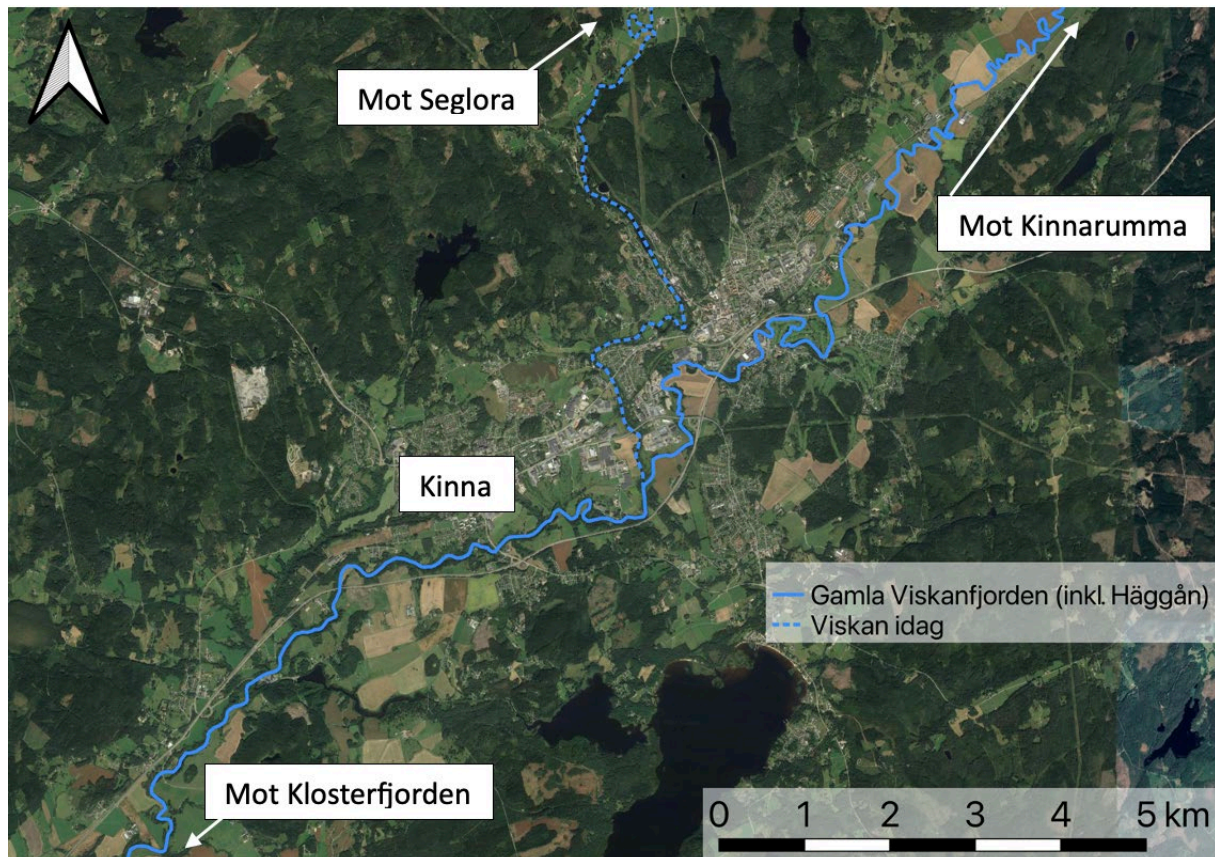 Mot Seglora
Mot Kinnarumma
Kinna
Gamla Viskanfjorden (inkl. Häggån)
Viskan idag
Mot Klosterfjorden
0 1 2 3 4 5 km